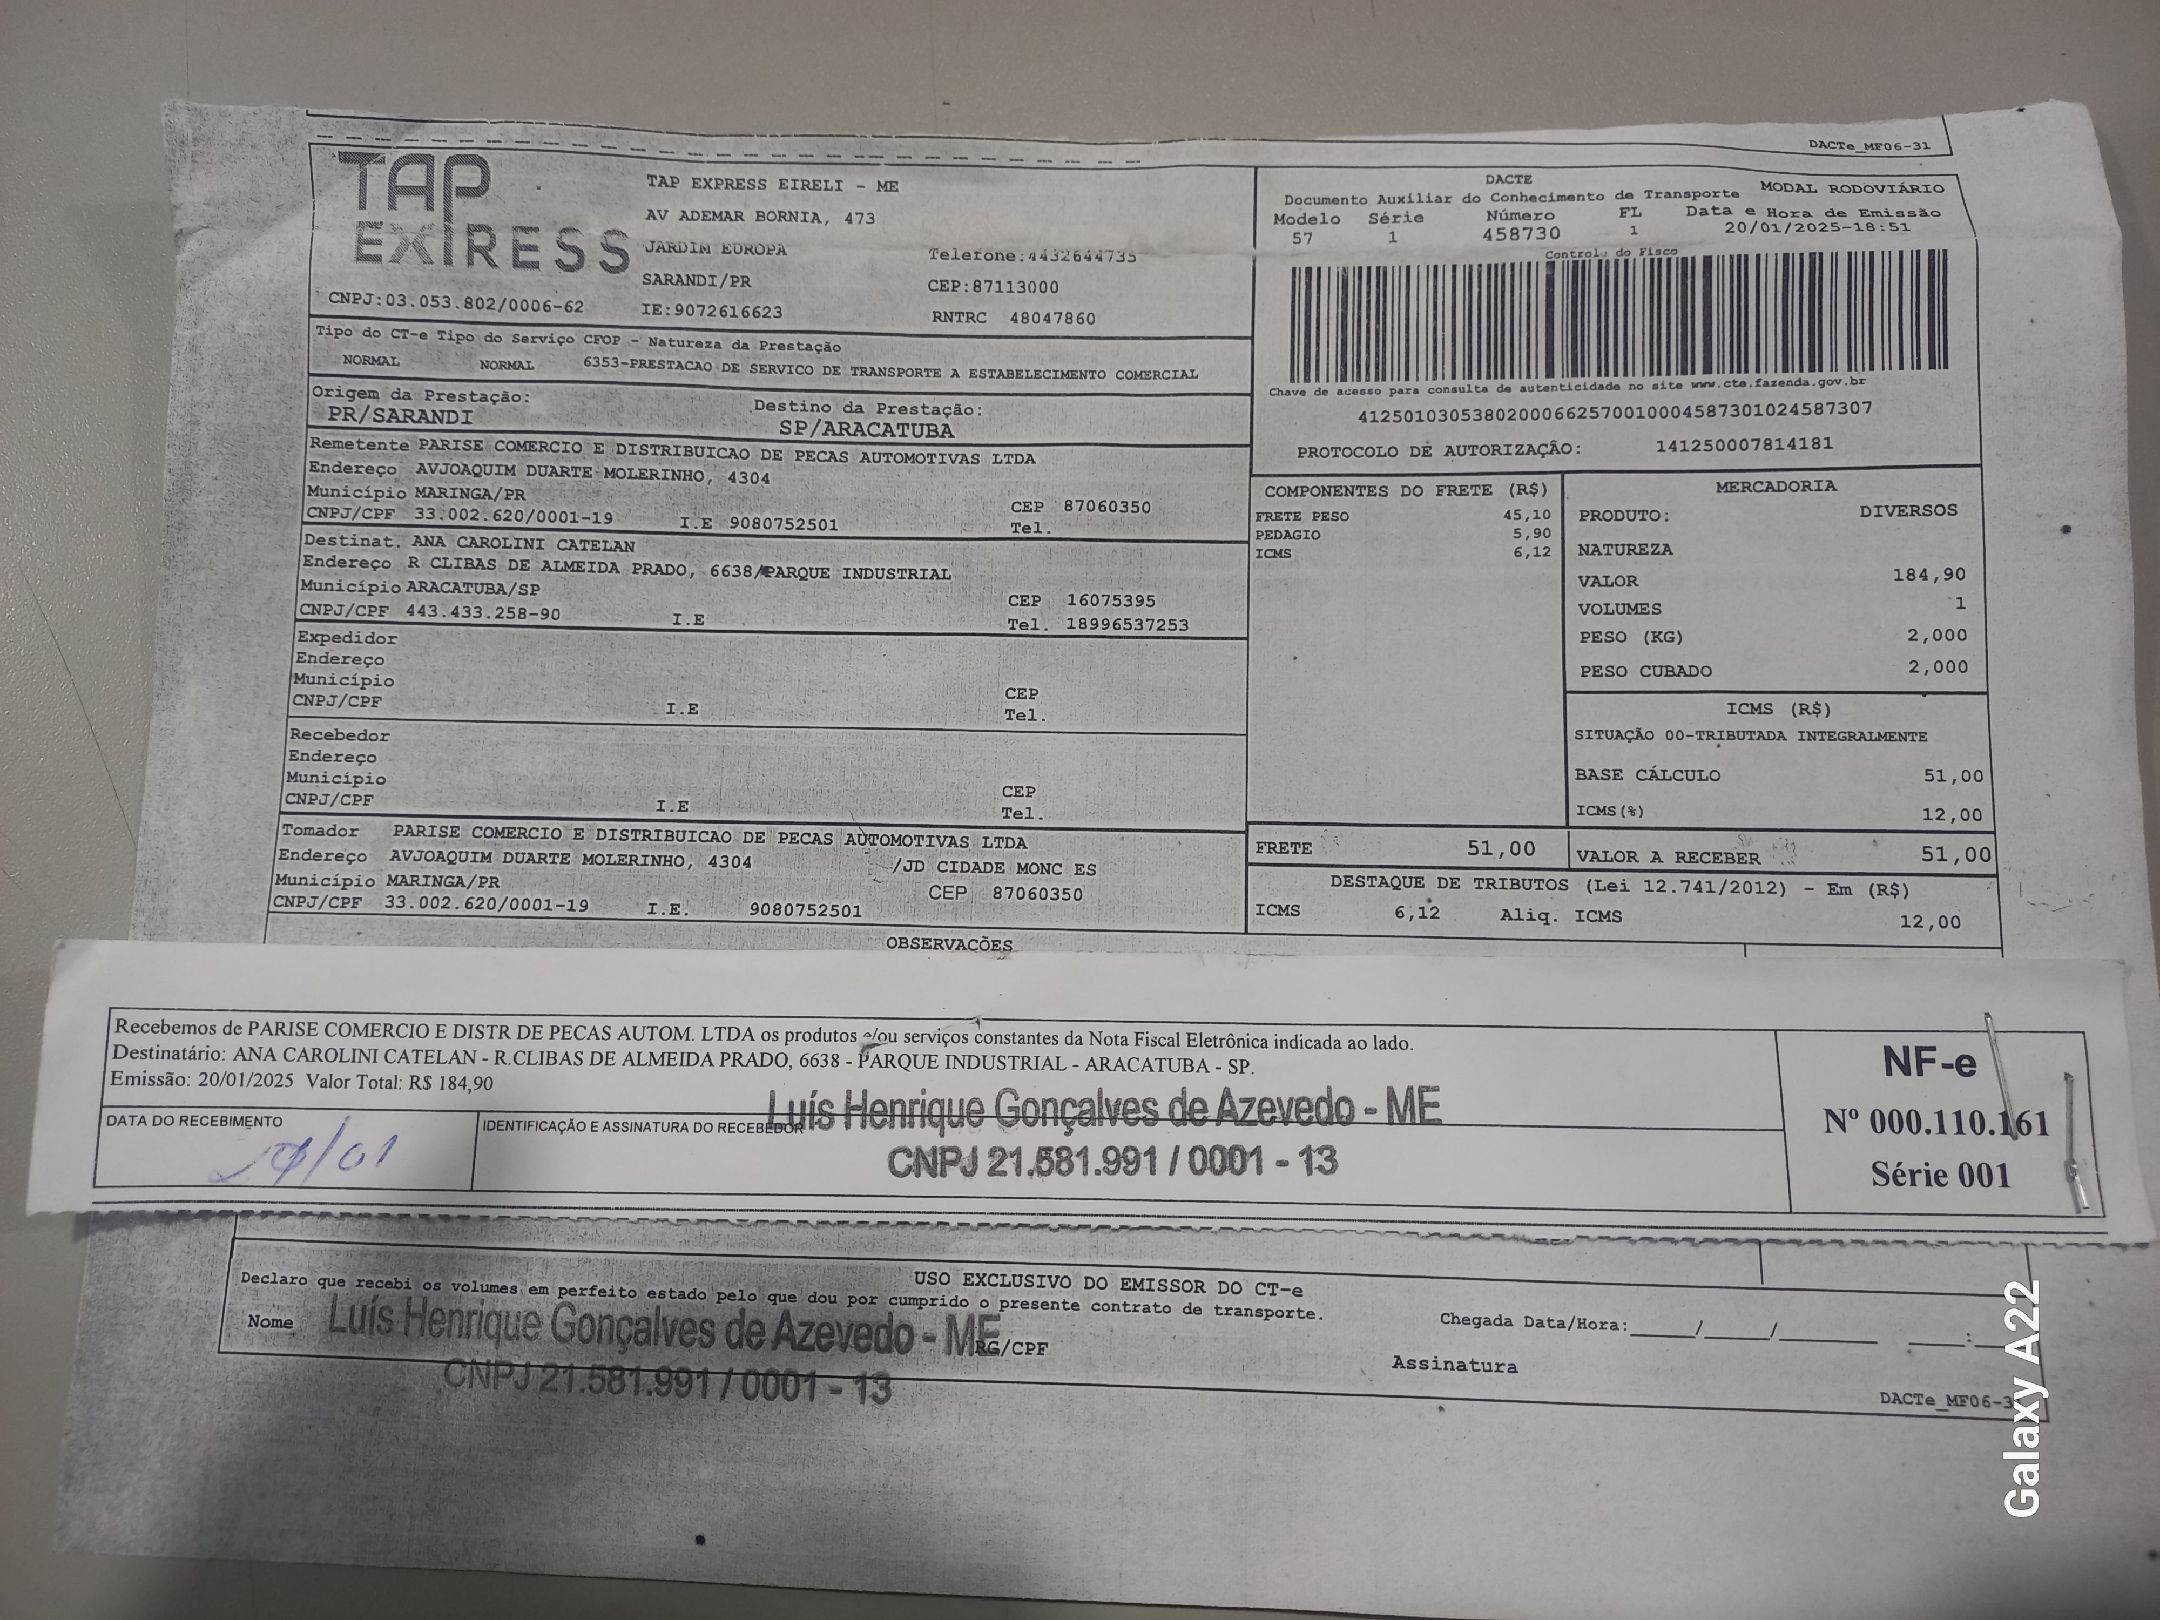 DACTe_MF06-31
TAP EXPRESS
TAP EXPRESS EIRELI - ME
AV ADEMAR BORNIA, 473
JARDIM EUROPA Telefone:4432644735
SARANDI/PR CEP:87113000
CNPJ:03.053.802/0006-62 IE:9072616623 RNTRC 48047860
DACTE
Documento Auxiliar do Conhecimento de Transporte MODAL RODOVIÁRIO
Modelo Série Número FL Data e Hora de Emissão
57 1 458730 1 20/01/2025-18:51
Controle do Fisco
Chave de acesso para consulta de autenticidade no site www.cte.fazenda.gov.br
41250103053802000662570010004587301024587307
PROTOCOLO DE AUTORIZAÇÃO: 141250007814181
Tipo do CT-e Tipo do Serviço CFOP - Natureza da Prestação
NORMAL NORMAL 6353-PRESTACAO DE SERVICO DE TRANSPORTE A ESTABELECIMENTO COMERCIAL
Origem da Prestação: Destino da Prestação:
PR/SARANDI SP/ARACATUBA
Remetente PARISE COMERCIO E DISTRIBUICAO DE PECAS AUTOMOTIVAS LTDA
Endereço AVJOAQUIM DUARTE MOLERINHO, 4304
Município MARINGA/PR CEP 87060350
CNPJ/CPF 33.002.620/0001-19 I.E 9080752501 Tel.
Destinat. ANA CAROLINI CATELAN
Endereço R CLIBAS DE ALMEIDA PRADO, 6638/PARQUE INDUSTRIAL
Município ARACATUBA/SP CEP 16075395
CNPJ/CPF 443.433.258-90 I.E Tel. 18996537253
Expedidor
Endereço
Município CEP
CNPJ/CPF I.E Tel.
Recebedor
Endereço
Município CEP
CNPJ/CPF I.E Tel.
Tomador PARISE COMERCIO E DISTRIBUICAO DE PECAS AUTOMOTIVAS LTDA
Endereço AVJOAQUIM DUARTE MOLERINHO, 4304 /JD CIDADE MONC ES
Município MARINGA/PR CEP 87060350
CNPJ/CPF 33.002.620/0001-19 I.E. 9080752501
COMPONENTES DO FRETE (R$)
FRETE PESO 45,10
PEDAGIO 5,90
ICMS 6,12
MERCADORIA
PRODUTO: DIVERSOS
NATUREZA
VALOR 184,90
VOLUMES 1
PESO (KG) 2,000
PESO CUBADO 2,000
ICMS (R$)
SITUAÇÃO 00-TRIBUTADA INTEGRALMENTE
BASE CÁLCULO 51,00
ICMS(%) 12,00
FRETE 51,00 VALOR A RECEBER 51,00
DESTAQUE DE TRIBUTOS (Lei 12.741/2012) - Em (R$)
ICMS 6,12 Aliq. ICMS 12,00
OBSERVAÇÕES
Recebemos de PARISE COMERCIO E DISTR DE PECAS AUTOM. LTDA os produtos e/ou serviços constantes da Nota Fiscal Eletrônica indicada ao lado.
Destinatário: ANA CAROLINI CATELAN - R.CLIBAS DE ALMEIDA PRADO, 6638 - PARQUE INDUSTRIAL - ARACATUBA - SP.
Emissão: 20/01/2025 Valor Total: R$ 184,90
DATA DO RECEBIMENTO
IDENTIFICAÇÃO E ASSINATURA DO RECEBEDOR
Luís Henrique Gonçalves de Azevedo - ME
CNPJ 21.581.991 / 0001 - 13
NF-e
Nº 000.110.161
Série 001
USO EXCLUSIVO DO EMISSOR DO CT-e
Declaro que recebi os volumes em perfeito estado pelo que dou por cumprido o presente contrato de transporte.
Nome Luís Henrique Gonçalves de Azevedo - ME RG/CPF
CNPJ 21.581.991 / 0001 - 13
Chegada Data/Hora:____/____/_______ ____:___
Assinatura
DACTe_MF06-3
Galaxy A22